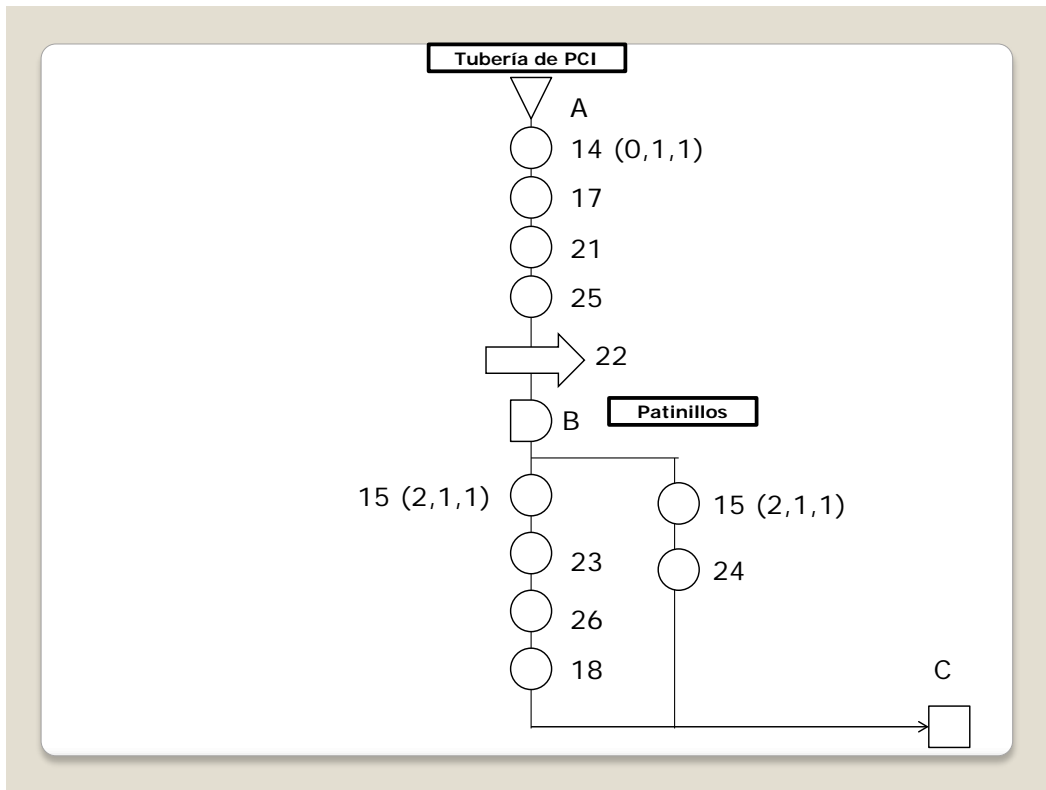 Tubería de PCI
A
14 (0,1,1)
17
21
25
22
B
Patinillos
15 (2,1,1)
15 (2,1,1)
23
24
26
18
C